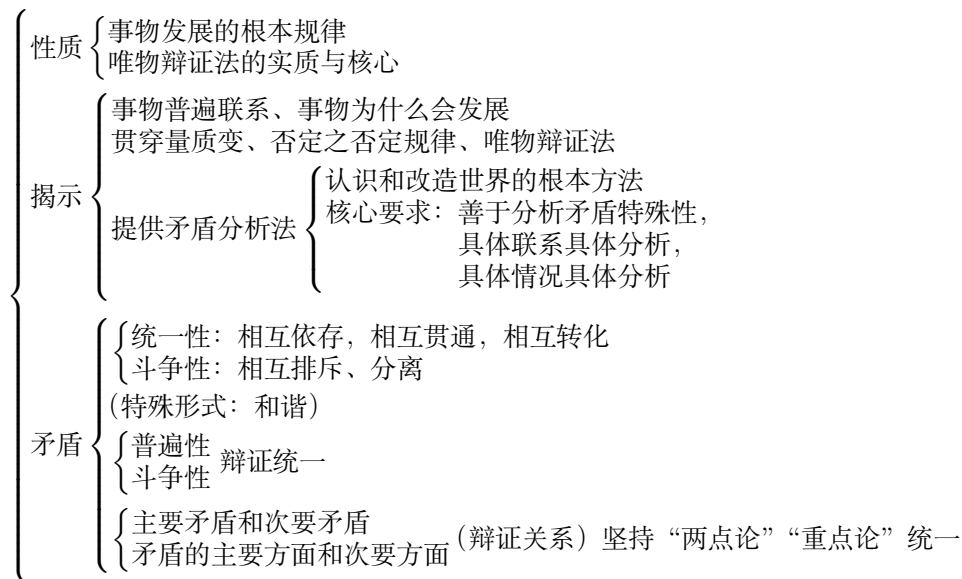 性质
事物发展的根本规律
唯物辩证法的实质与核心
揭示
事物普遍联系、事物为什么会发展
贯穿量质变、否定之否定规律、唯物辩证法
提供矛盾分析法
认识和改造世界的根本方法
核心要求：善于分析矛盾特殊性，
具体联系具体分析，
具体情况具体分析
矛盾
统一性：相互依存，相互贯通，相互转化
斗争性：相互排斥、分离
（特殊形式：和谐）
普遍性
斗争性
辩证统一
主要矛盾和次要矛盾
矛盾的主要方面和次要方面
（辩证关系）坚持“两点论”“重点论”统一